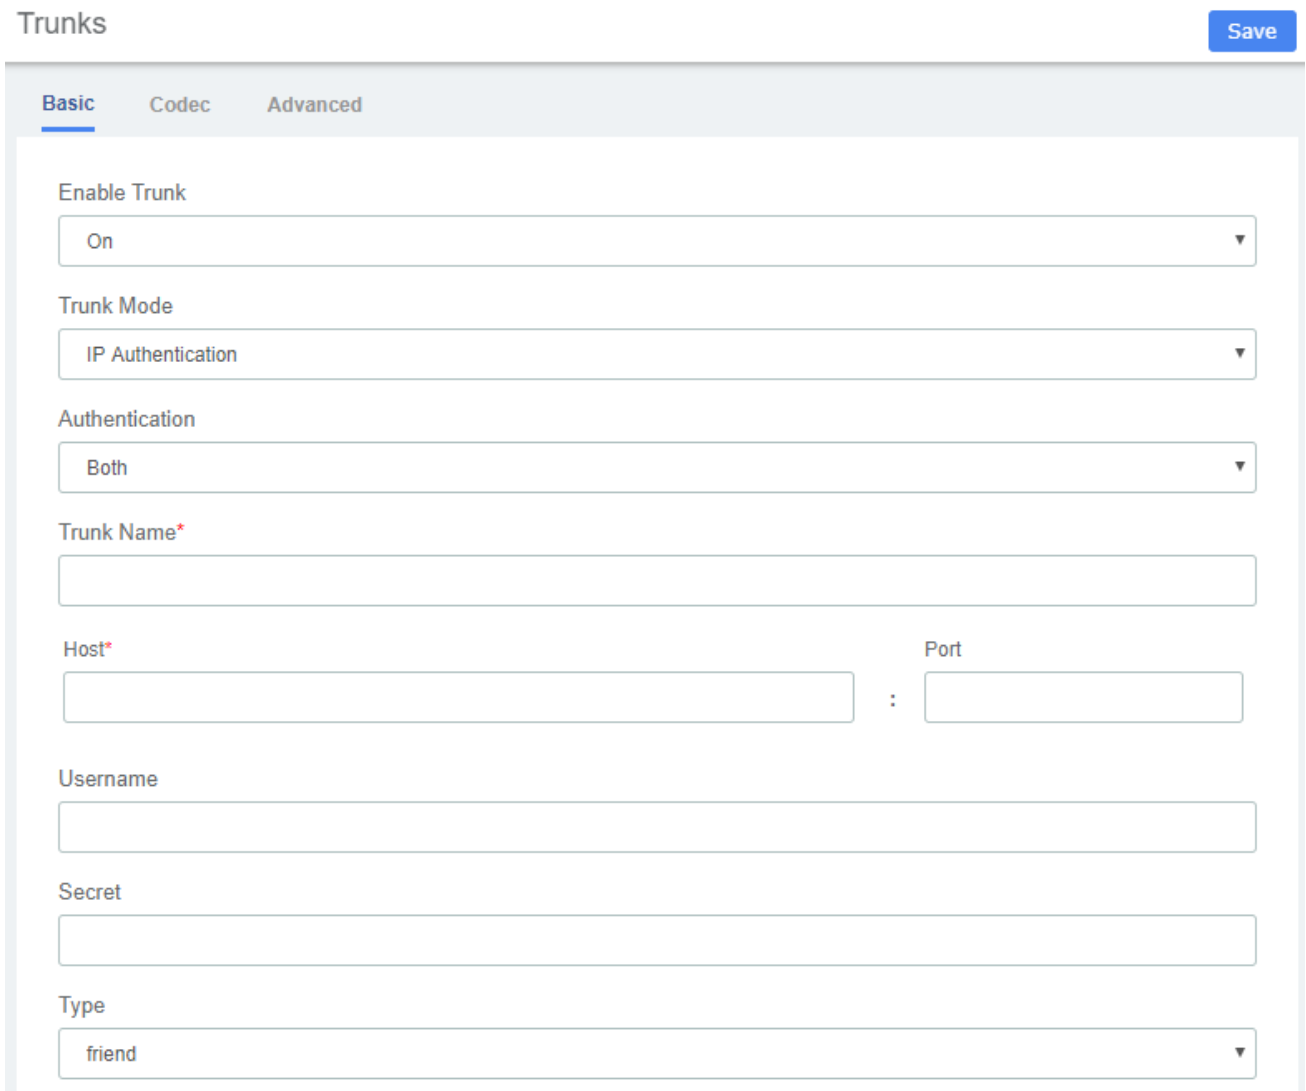 Trunks
Save
Basic Codec Advanced
Enable Trunk
On
Trunk Mode
IP Authentication
Authentication
Both
Trunk Name*
Host* Port
:
Username
Secret
Type
friend